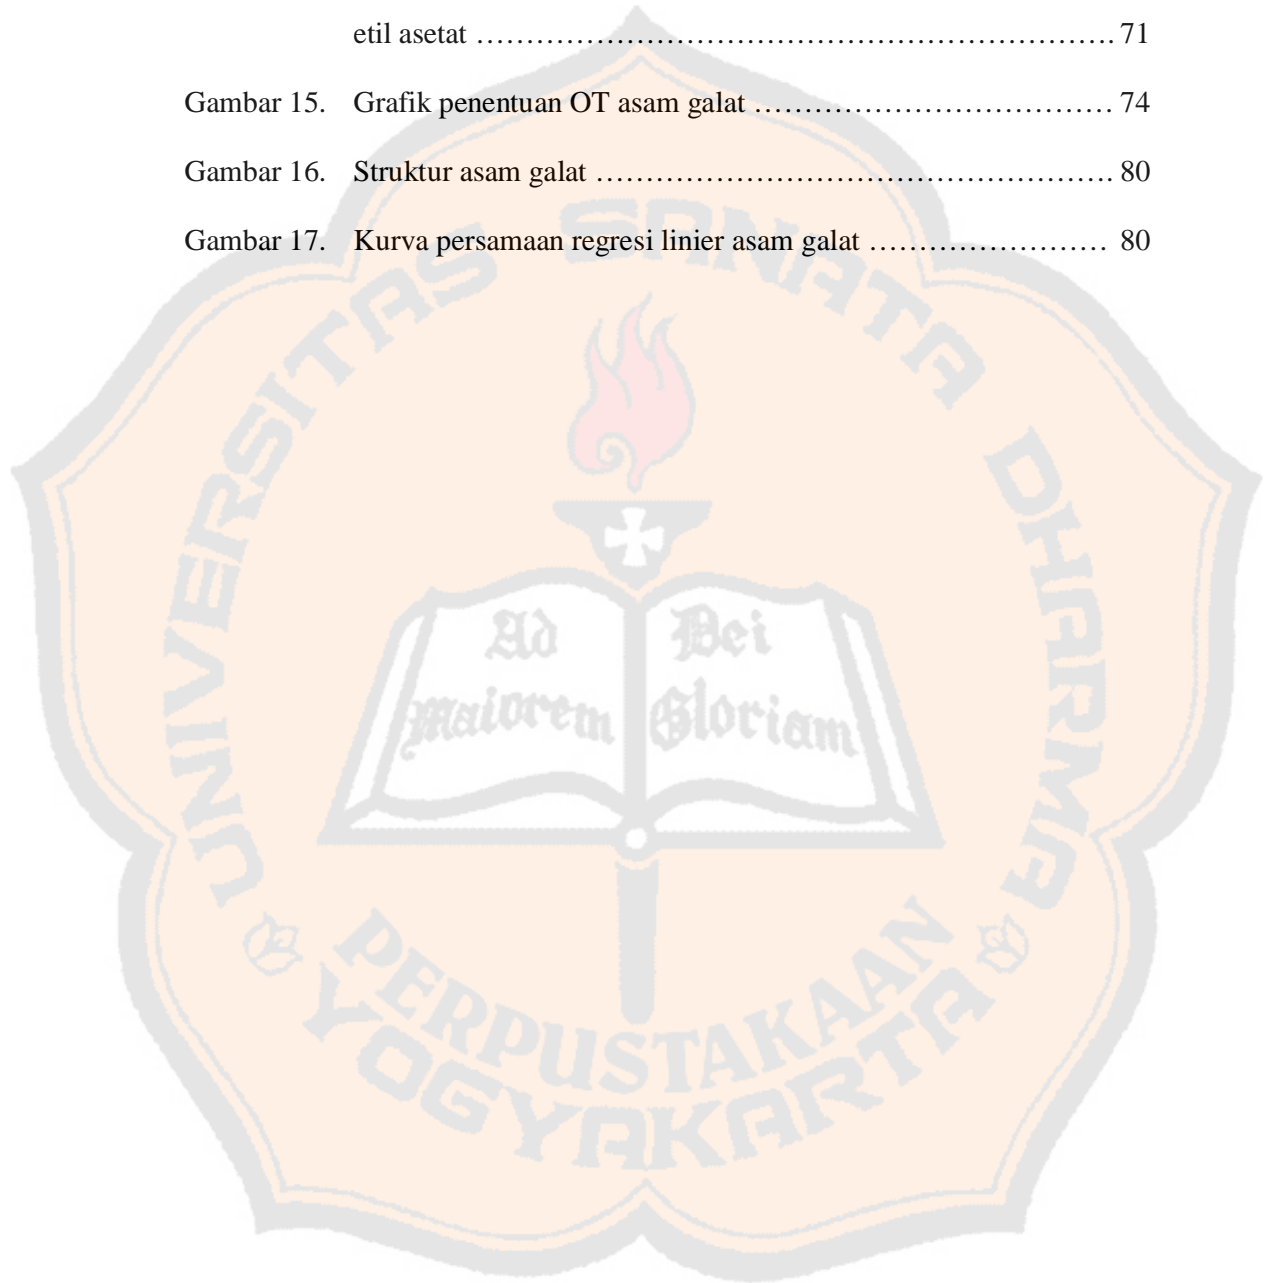 etil asetat …………………………………………………………. 71
Gambar 15. Grafik penentuan OT asam galat ……………………………… 74
Gambar 16. Struktur asam galat ……………………………………………. 80
Gambar 17. Kurva persamaan regresi linier asam galat …………………… 80
UNIVERSITAS SANATA DHARMA
Ad Dei
maiorem Gloriam
PERPUSTAKAAN
YOGYAKARTA